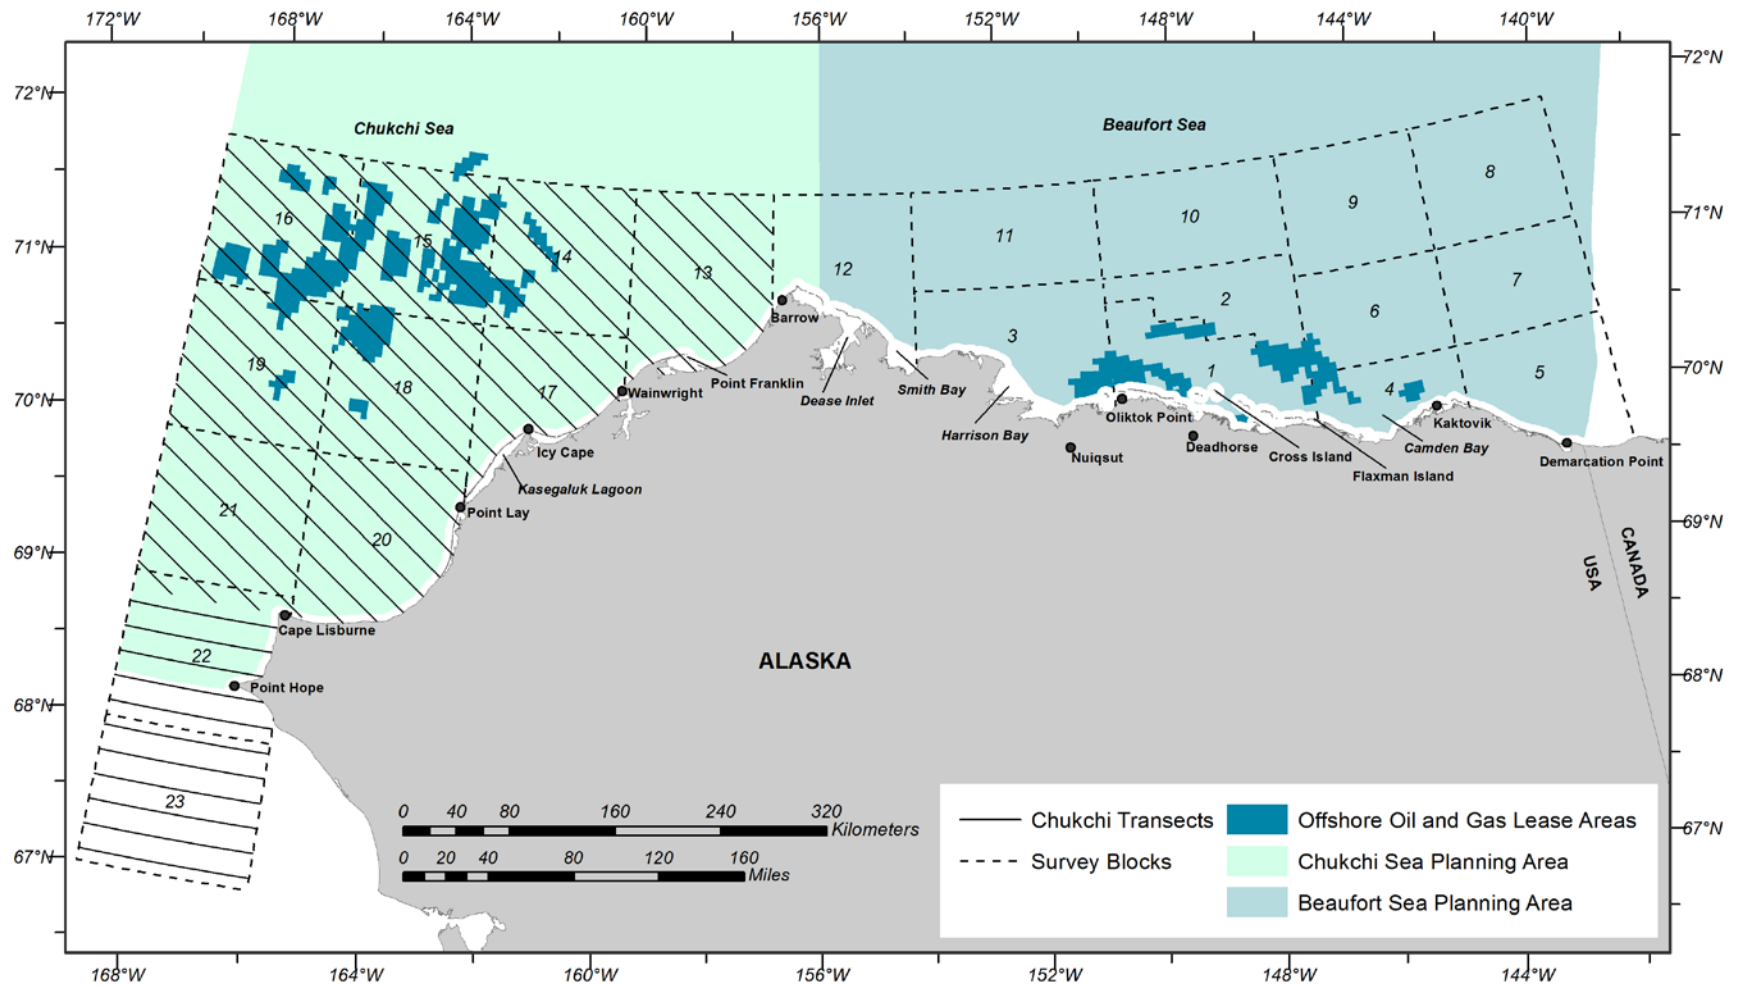 172°W 168°W 164°W 160°W 156°W 152°W 148°W 144°W 140°W
72°N
72°N
Chukchi Sea
Beaufort Sea
8
9
10
16
11
15
14
13
12
71°N
71°N
7
2
6
Barrow
3
19
70°N
70°N
18
17
Wainwright
Point Franklin
Dease Inlet
Smith Bay
1
4
5
Oliktok Point
Kaktovik
Harrison Bay
Icy Cape
Nuiqsut
Deadhorse
Cross Island
Camden Bay
Demarcation Point
Flaxman Island
Kasegaluk Lagoon
Point Lay
21
20
69°N
69°N
USA
CANADA
Cape Lisburne
22
ALASKA
Point Hope
68°N
68°N
23
0 40 80 160 240 320
Kilometers
0 20 40 80 120 160
Miles
Chukchi Transects
Survey Blocks
Offshore Oil and Gas Lease Areas
Chukchi Sea Planning Area
Beaufort Sea Planning Area
67°N
67°N
168°W 164°W 160°W 156°W 152°W 148°W 144°W